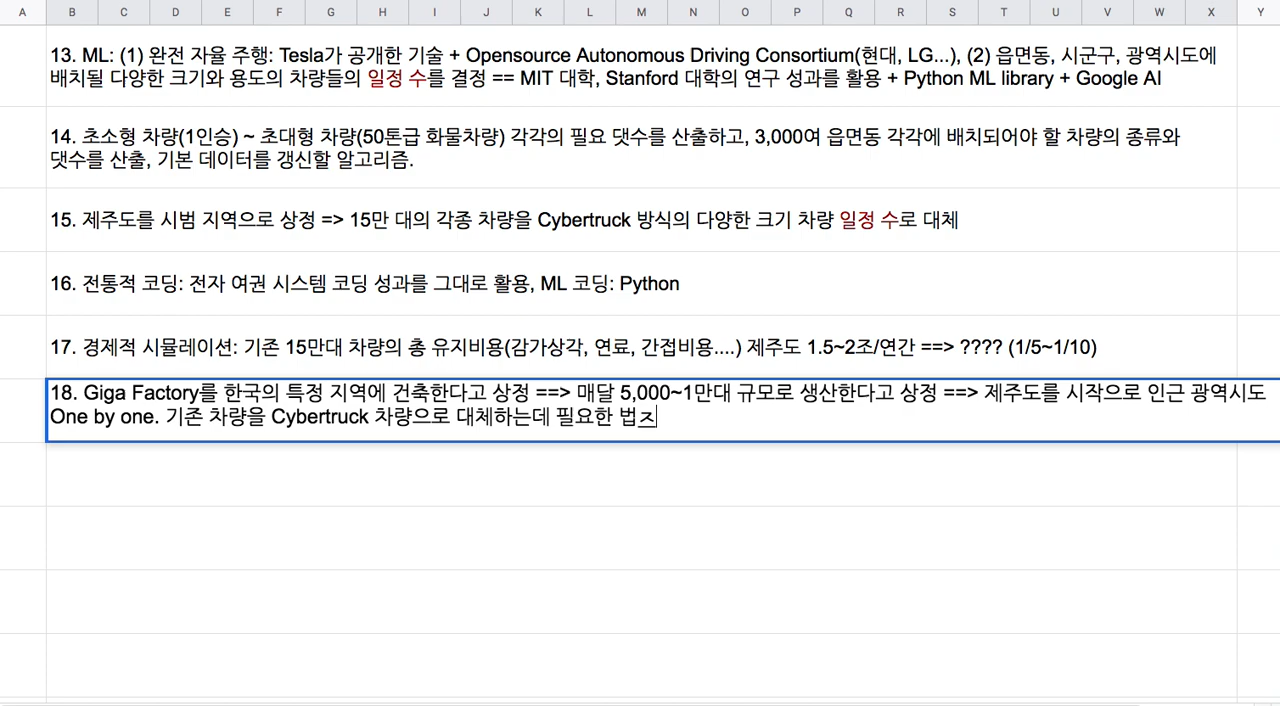 A B C D E F G H I J K L M N O P Q R S T U V W X Y
13. ML: (1) 완전 자율 주행: Tesla가 공개한 기술 + Opensource Autonomous Driving Consortium(현대, LG...), (2) 읍면동, 시군구, 광역시도에
배치될 다양한 크기와 용도의 차량들의 일정 수를 결정 == MIT 대학, Stanford 대학의 연구 성과를 활용 + Python ML library + Google AI
14. 초소형 차량(1인승) ~ 초대형 차량(50톤급 화물차량) 각각의 필요 댓수를 산출하고, 3,000여 읍면동 각각에 배치되어야 할 차량의 종류와
댓수를 산출, 기본 데이터를 갱신할 알고리즘.
15. 제주도를 시범 지역으로 상정 => 15만 대의 각종 차량을 Cybertruck 방식의 다양한 크기 차량 일정 수로 대체
16. 전통적 코딩: 전자 여권 시스템 코딩 성과를 그대로 활용, ML 코딩: Python
17. 경제적 시뮬레이션: 기존 15만대 차량의 총 유지비용(감가상각, 연료, 간접비용....) 제주도 1.5~2조/연간 ==> ???? (1/5~1/10)
18. Giga Factory를 한국의 특정 지역에 건축한다고 상정 ==> 매달 5,000~1만대 규모로 생산한다고 상정 ==> 제주도를 시작으로 인근 광역시도
One by one. 기존 차량을 Cybertruck 차량으로 대체하는데 필요한 법ㅈ